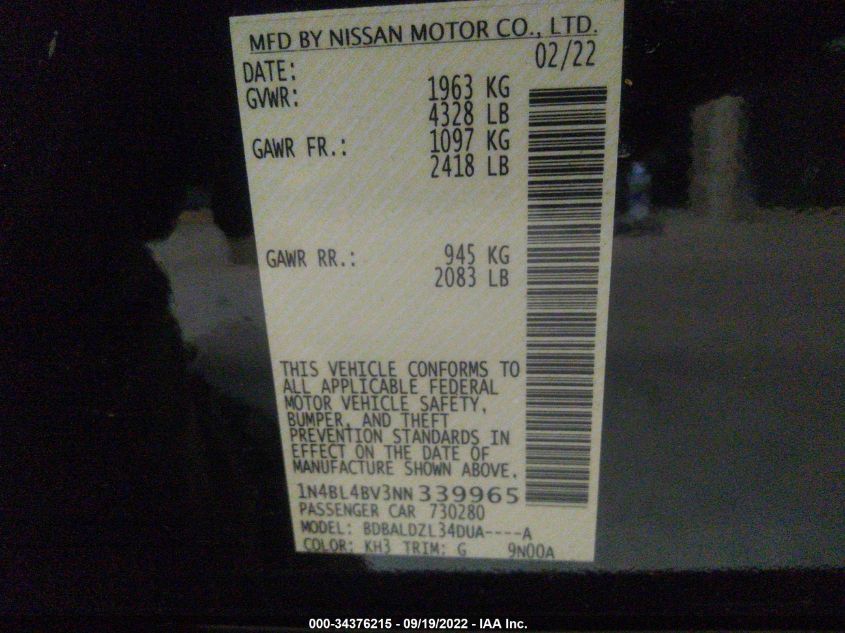 MFD BY NISSAN MOTOR CO., LTD.
DATE: 02/22
GVWR: 1963 KG
4328 LB
GAWR FR.: 1097 KG
2418 LB
GAWR RR.: 945 KG
2083 LB
THIS VEHICLE CONFORMS TO
ALL APPLICABLE FEDERAL
MOTOR VEHICLE SAFETY,
BUMPER, AND THEFT
PREVENTION STANDARDS IN
EFFECT ON THE DATE OF
MANUFACTURE SHOWN ABOVE.
1N4BL4BV3NN 339965
PASSENGER CAR 730280
MODEL: BDBALDZL34DUA----A
COLOR: KH3 TRIM: G 9N00A
000-34376215 - 09/19/2022 - IAA Inc.